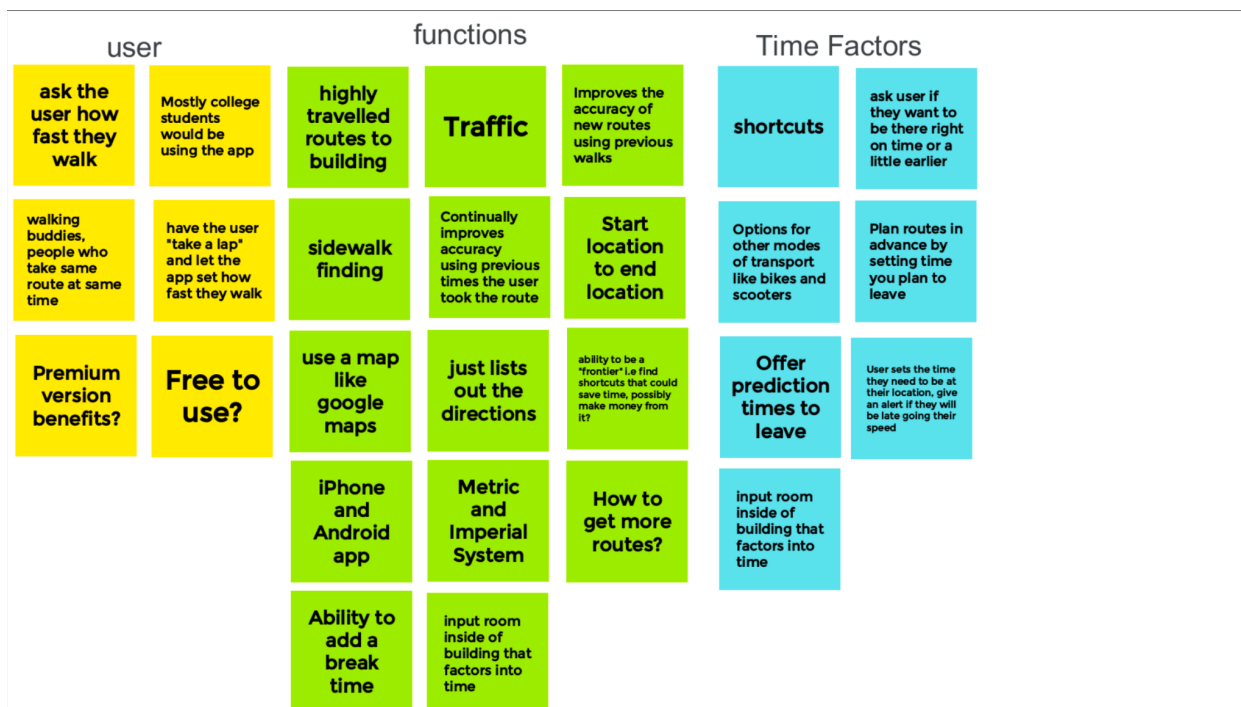 user
functions
Time Factors
ask the
user how
fast they
walk
Mostly college
students
would be
using the app
highly
travelled
routes to
building
Traffic
Improves the
accuracy of
new routes
using previous
walks
shortcuts
ask user if
they want to
be there right
on time or a
little earlier
walking
buddies,
people who
take same
route at same
time
have the user
"take a lap"
and let the
app set how
fast they walk
sidewalk
finding
Continually
improves
accuracy
using previous
times the user
took the route
Start
location
to end
location
Options for
other modes
of transport
like bikes and
scooters
Plan routes in
advance by
setting time
you plan to
leave
Premium
version
benefits?
Free to
use?
use a map
like
google
maps
just lists
out the
directions
ability to be a
"frontier" i.e find
shortcuts that could
save time, possibly
make money from
it?
Offer
prediction
times to
leave
User sets the time
they need to be at
their location, give
an alert if they will
be late going their
speed
iPhone
and
Android
app
Metric
and
Imperial
System
How to
get more
routes?
input room
inside of
building that
factors into
time
Ability to
add a
break
time
input room
inside of
building that
factors into
time